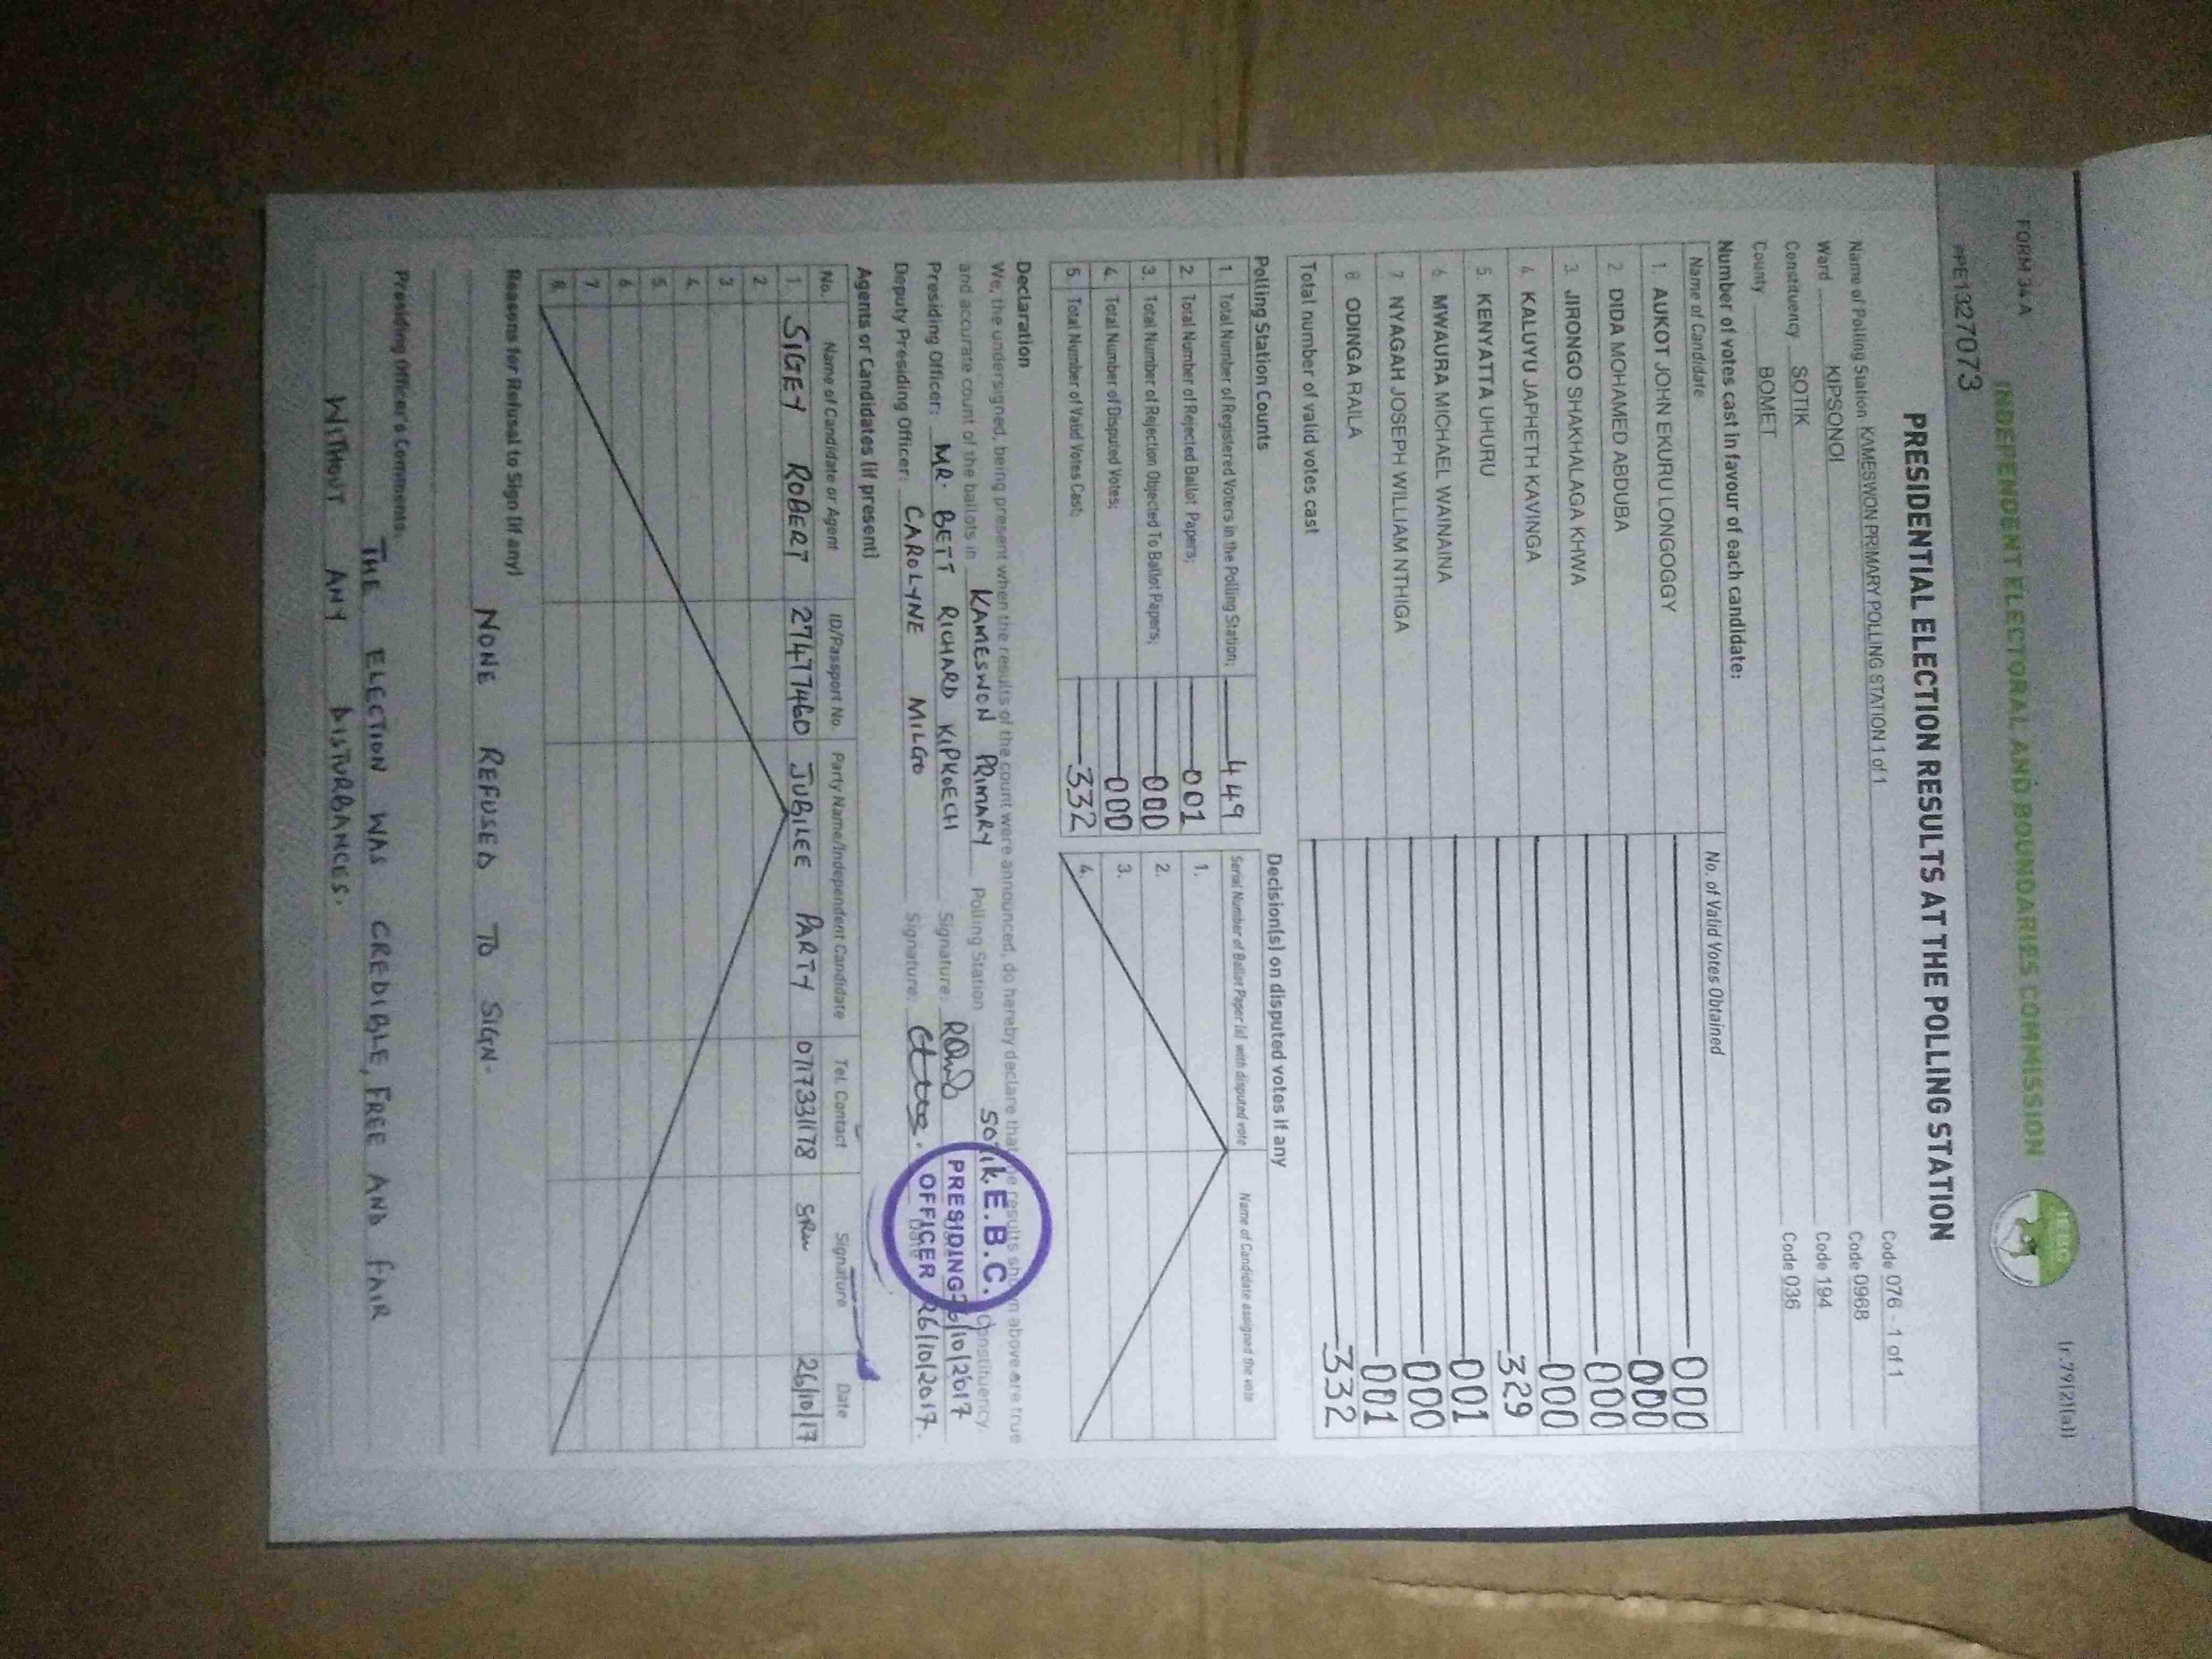 FORM 34 A
(r.79(2)(a))
INDEPENDENT ELECTORAL AND BOUNDARIES COMMISSION
PPE1327073
PRESIDENTIAL ELECTION RESULTS AT THE POLLING STATION
Name of Polling Station KAMESWON PRIMARY POLLING STATION 1 of 1 Code 076 - 1 of 1
Ward KIPSONOI Code 0968
Constituency SOTIK Code 194
County BOMET Code 036
Number of votes cast in favour of each candidate:
Name of Candidate No. of Valid Votes Obtained
1. AUKOT JOHN EKURU LONGOGGY 000
2 DIDA MOHAMED ABDUBA 000
3. JIRONGO SHAKHALAGA KHWA 000
4. KALUYU JAPHETH KAVINGA 000
5. KENYATTA UHURU 329
6 MWAURA MICHAEL WAINAINA 001
7 NYAGAH JOSEPH WILLIAM NTHIGA 000
8 ODINGA RAILA 001
Total number of valid votes cast 332
Polling Station Counts
1. Total Number of Registered Voters in the Polling Station; 449
2. Total Number of Rejected Ballot Papers; 001
3. Total Number of Rejection Objected To Ballot Papers; 000
4. Total Number of Disputed Votes; 000
5. Total Number of Valid Votes Cast; 332
Decision(s) on disputed votes if any
Serial Number of Ballot Paper (s) with disputed vote Name of Candidate assigned the vote
1.
2.
3.
4.
Declaration
We, the undersigned, being present when the results of the count were announced, do hereby declare that the results shown above are true
and accurate count of the ballots in KAMESWON PRIMARY Polling Station SOTIK Constituency
Presiding Officer: MR. BETT RICHARD KIPKOECH Signature: 26/10/2017
Deputy Presiding Officer: CAROLYNE MILGO Signature: Date 26/10/2017.
I.E.B.C.
PRESIDING
OFFICER
Agents or Candidates (if present)
No. Name of Candidate or Agent ID/Passport No. Party Name/Independent Candidate Tel. Contact Signature Date
1. SIGEY ROBERT 27477460 JUBILEE PARTY 0717331178 26/10/17
2
3
4
5
6
7
8
Reasons for Refusal to Sign (if any)
NONE REFUSED TO SIGN.
Presiding Officer's Comments.
THE ELECTION WAS CREDIBLE, FREE AND FAIR
WITHOUT ANY DISTURBANCES.